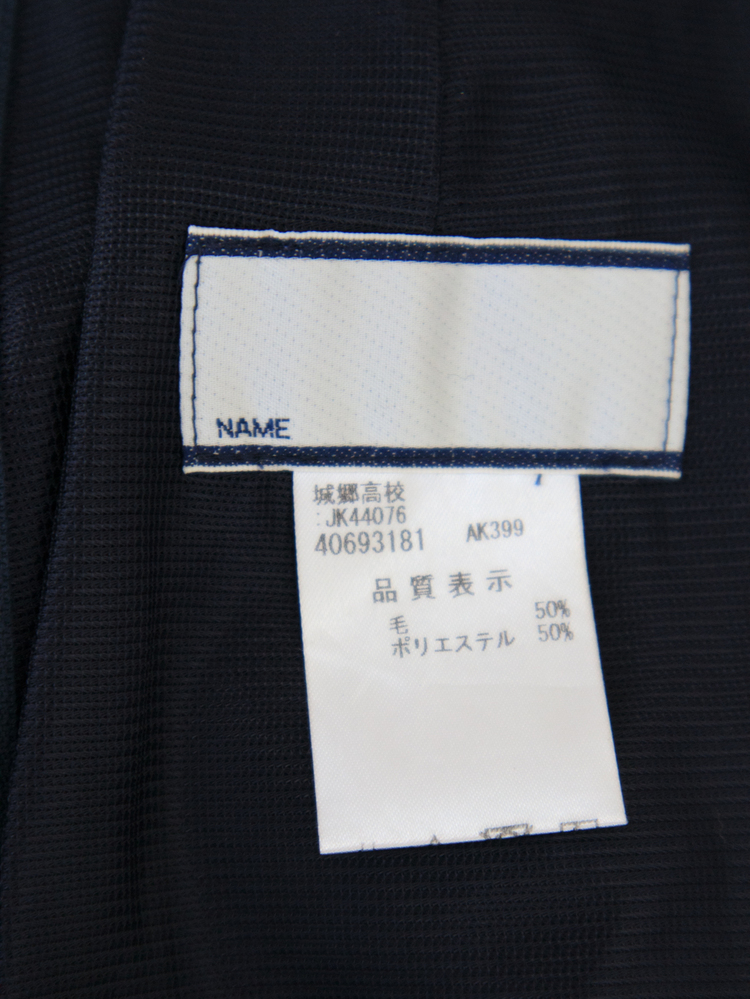 NAME
城郷高校
:JK44076
40693181 AK399
品質表示
毛 50%
ポリエステル 50%